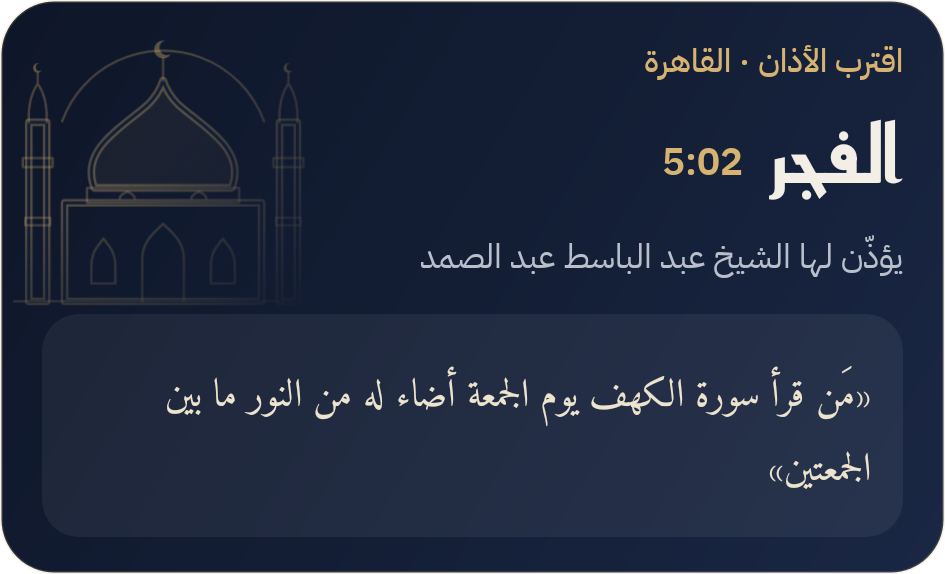 اقترب الأذان · القاهرة
الفجر 5:02
يؤذّن لها الشيخ عبد الباسط عبد الصمد
«مَن قرأ سورة الكهف يوم الجمعة أضاء له من النور ما بين
الجمعتين»